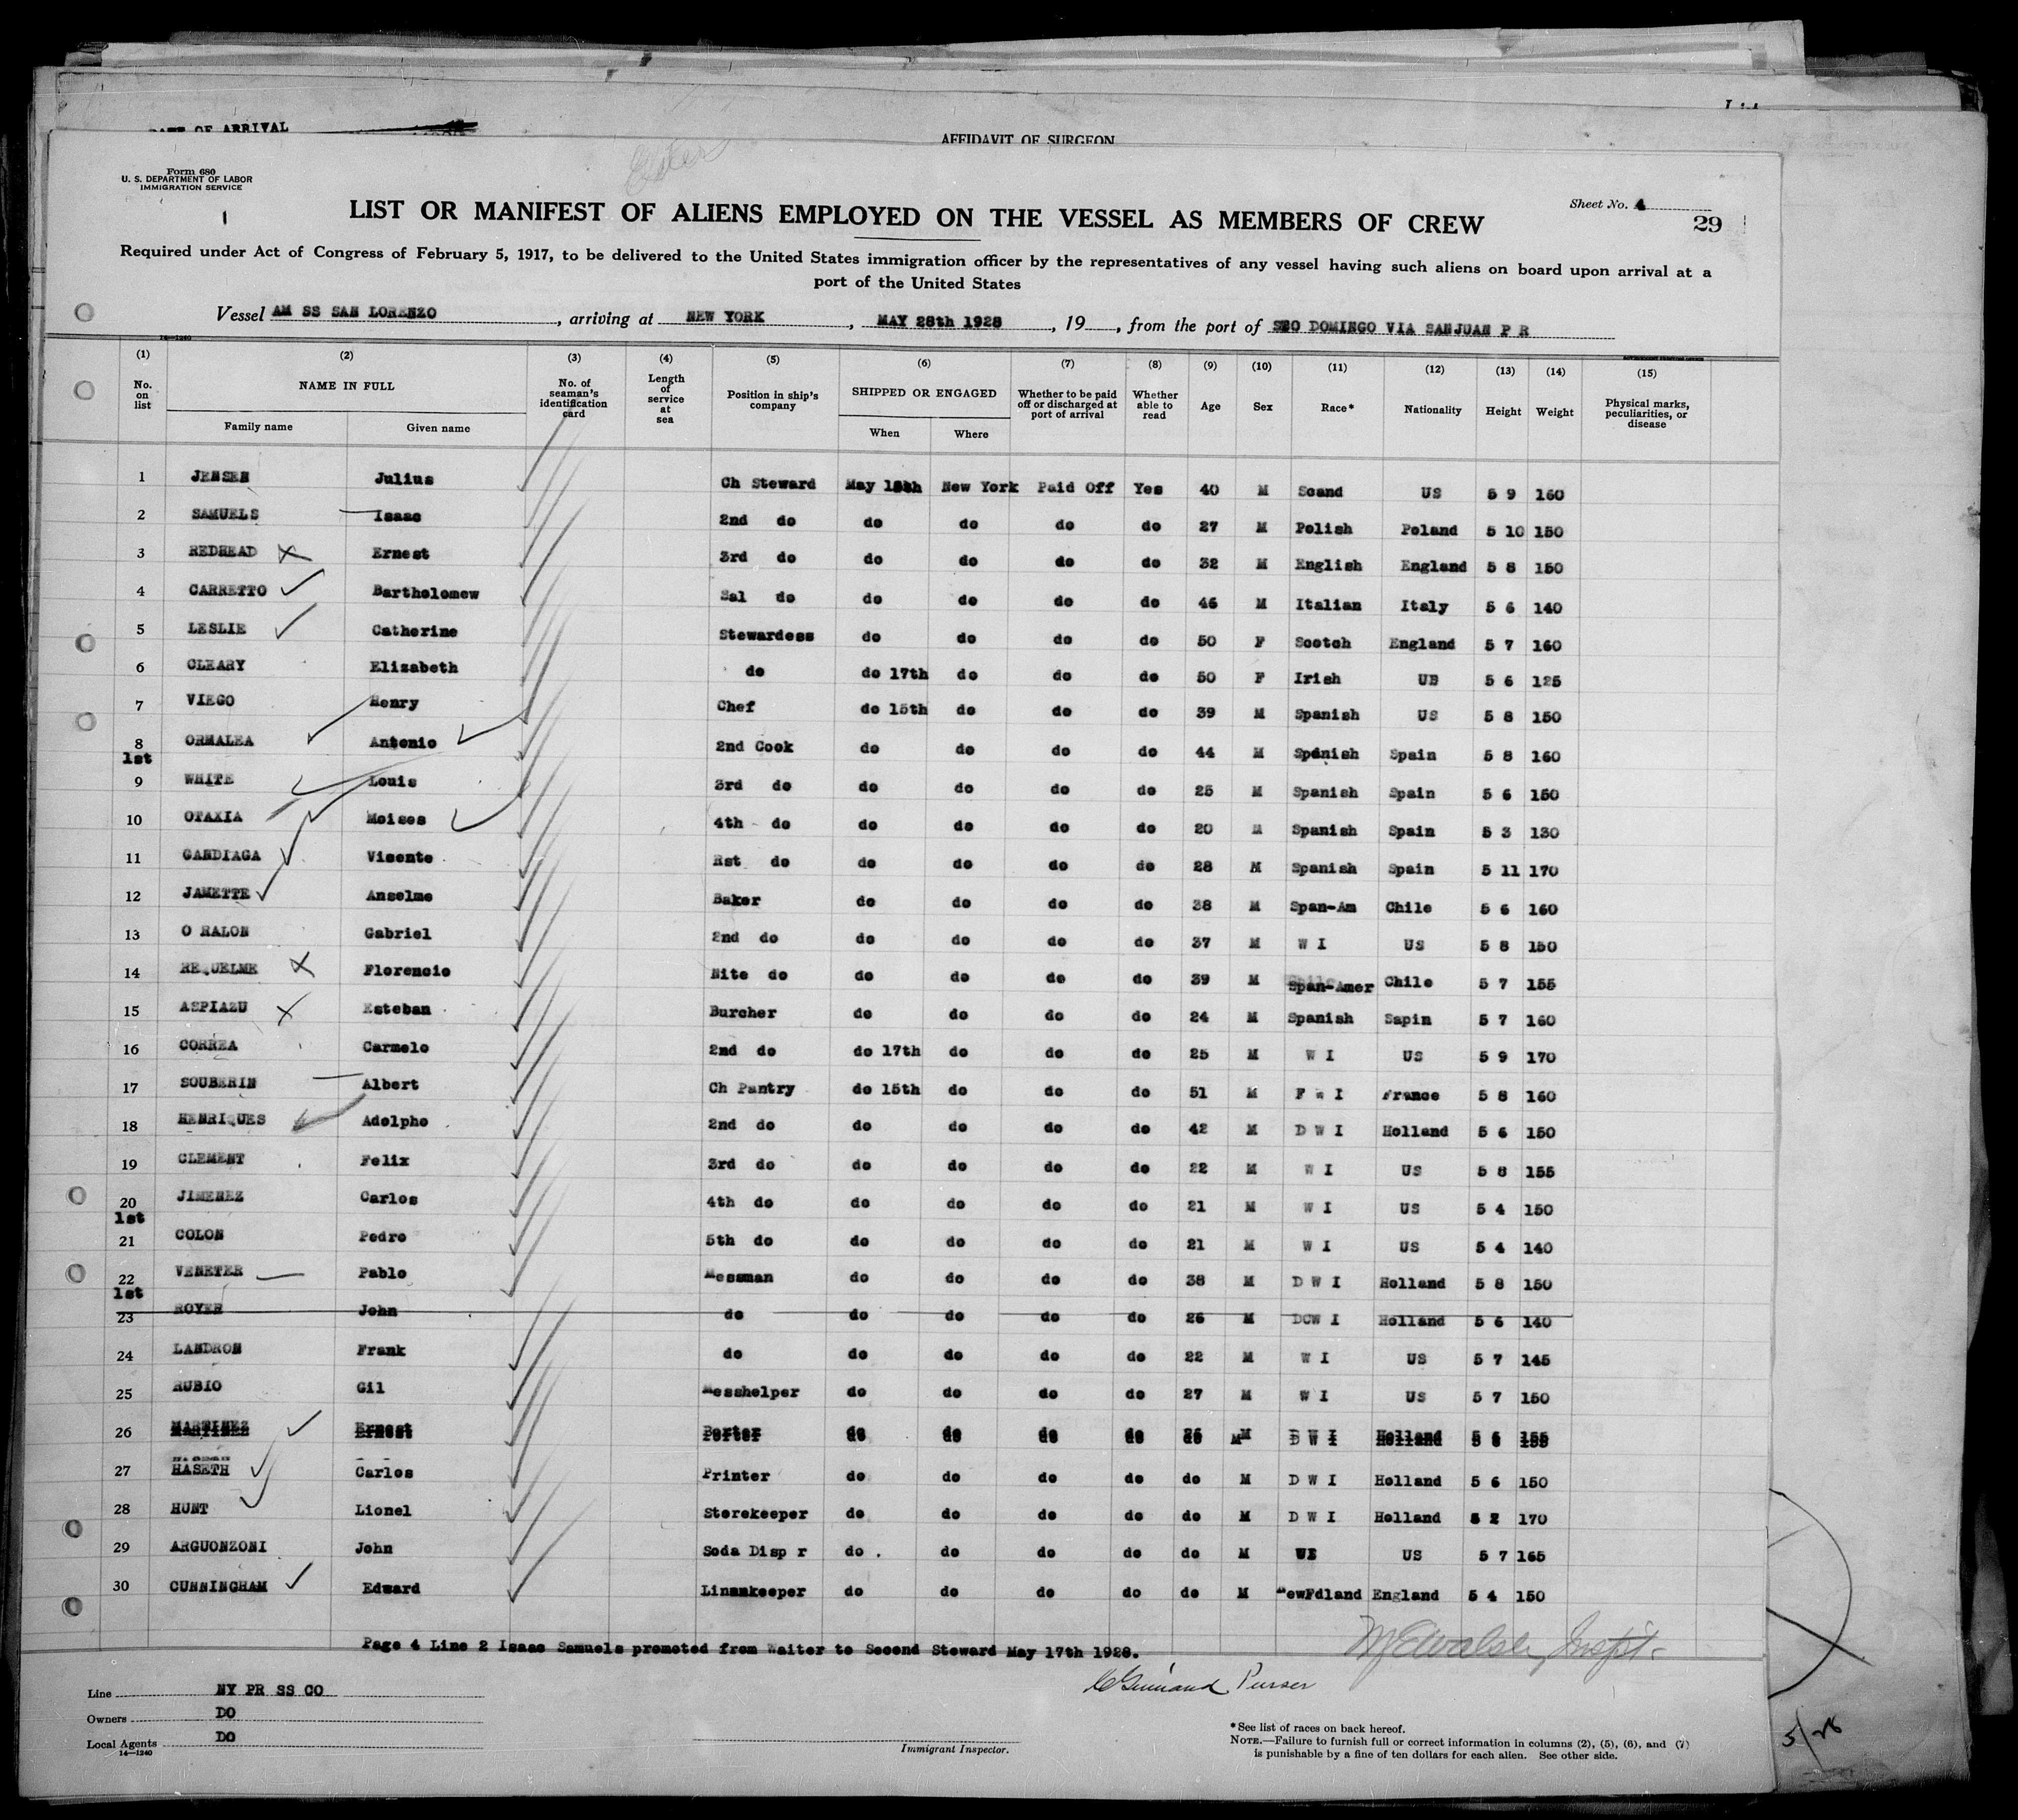 DATE OF ARRIVAL
AFFIDAVIT OF SURGEON
Form 680
U. S. DEPARTMENT OF LABOR
IMMIGRATION SERVICE
1
Sheet No. 4
29
LIST OR MANIFEST OF ALIENS EMPLOYED ON THE VESSEL AS MEMBERS OF CREW
Required under Act of Congress of February 5, 1917, to be delivered to the United States immigration officer by the representatives of any vessel having such aliens on board upon arrival at a
port of the United States
Vessel AM SS SAN LORENZO, arriving at NEW YORK, MAY 28th 1928, 19, from the port of STO DOMINGO VIA SANJUAN P R
14—1240
(1) (2) (3) (4) (5) (6) (7) (8) (9) (10) (11) (12) (13) (14) (15)
No. on list NAME IN FULL No. of seaman's identification card Length of service at sea Position in ship's company SHIPPED OR ENGAGED Whether to be paid off or discharged at port of arrival Whether able to read Age Sex Race* Nationality Height Weight Physical marks, peculiarities, or disease
Family name Given name When Where
1 JENSEN Julius Ch Steward May 15th New York Paid Off Yes 40 M Scand US 5 9 160
2 SAMUELS Isaac 2nd do do do do do 27 M Polish Poland 5 10 150
3 REDHEAD Ernest 3rd do do do do do 32 M English England 5 8 150
4 CARRETTO Bartholomew Sal do do do do do 46 M Italian Italy 5 6 140
5 LESLIE Catherine Stewardess do do do do 50 F Scotch England 5 7 160
6 CLEARY Elizabeth do do 17th do do do 50 F Irish US 5 6 125
7 VIEGO Henry Chef do 15th do do do 39 M Spanish US 5 8 150
8 ORMALEA Antonio 2nd Cook do do do do 44 M Spanish Spain 5 8 160
1st
9 WHITE Louis 3rd do do do do do 25 M Spanish Spain 5 6 150
10 OTAXIA Moises 4th do do do do do 20 M Spanish Spain 5 3 130
11 GANDIAGA Vicente Rst do do do do do 28 M Spanish Spain 5 11 170
12 JAMETTE Anselmo Baker do do do do 38 M Span-Am Chile 5 6 160
13 O RALON Gabriel 2nd do do do do do 37 M W I US 5 8 150
14 REQUELME Florencio Nite do do do do do 39 M Span-Amer Chile 5 7 155
15 ASPIAZU Esteban Burcher do do do do 24 M Spanish Sapin 5 7 160
16 CORREA Carmelo 2nd do do 17th do do do 25 M W I US 5 9 170
17 SOUBERIN Albert Ch Pantry do 15th do do do 51 M F W I France 5 8 160
18 HENRIQUES Adolpho 2nd do do do do do 42 M D W I Holland 5 6 150
19 CLEMENT Felix 3rd do do do do do 22 M W I US 5 8 155
20 JIMENEZ Carlos 4th do do do do do 21 M W I US 5 4 150
1st
21 COLON Pedro 5th do do do do do 21 M W I US 5 4 140
22 VENETER Pablo Messman do do do do 38 M D W I Holland 5 8 150
1st
23 ROYER John do do do do do 26 M DCW I Holland 5 6 140
24 LANDRON Frank do do do do do 22 M W I US 5 7 145
25 RUBIO Gil Messhelper do do do do 27 M W I US 5 7 150
26 MARTINEZ Ernest Porter do do do do 26 M D W I Holland 5 6 155
27 HASETH Carlos Printer do do do do do M D W I Holland 5 6 150
28 HUNT Lionel Storekeeper do do do do do M D W I Holland 5 2 170
29 ARGUONZONI John Soda Disp r do do do do do M US 5 7 165
30 CUNNINGHAM Edward Linnnkeeper do do do do do M NewFdland England 5 4 150
Page 4 Line 2 Isaac Samuels promoted from Waiter to Second Steward May 17th 1928.
Purser
Line NY PR SS CO
Owners DO
Local Agents DO
14—1240
Immigrant Inspector.
*See list of races on back hereof.
NOTE.—Failure to furnish full or correct information in columns (2), (5), (6), and (7)
is punishable by a fine of ten dollars for each alien. See other side.
5/28